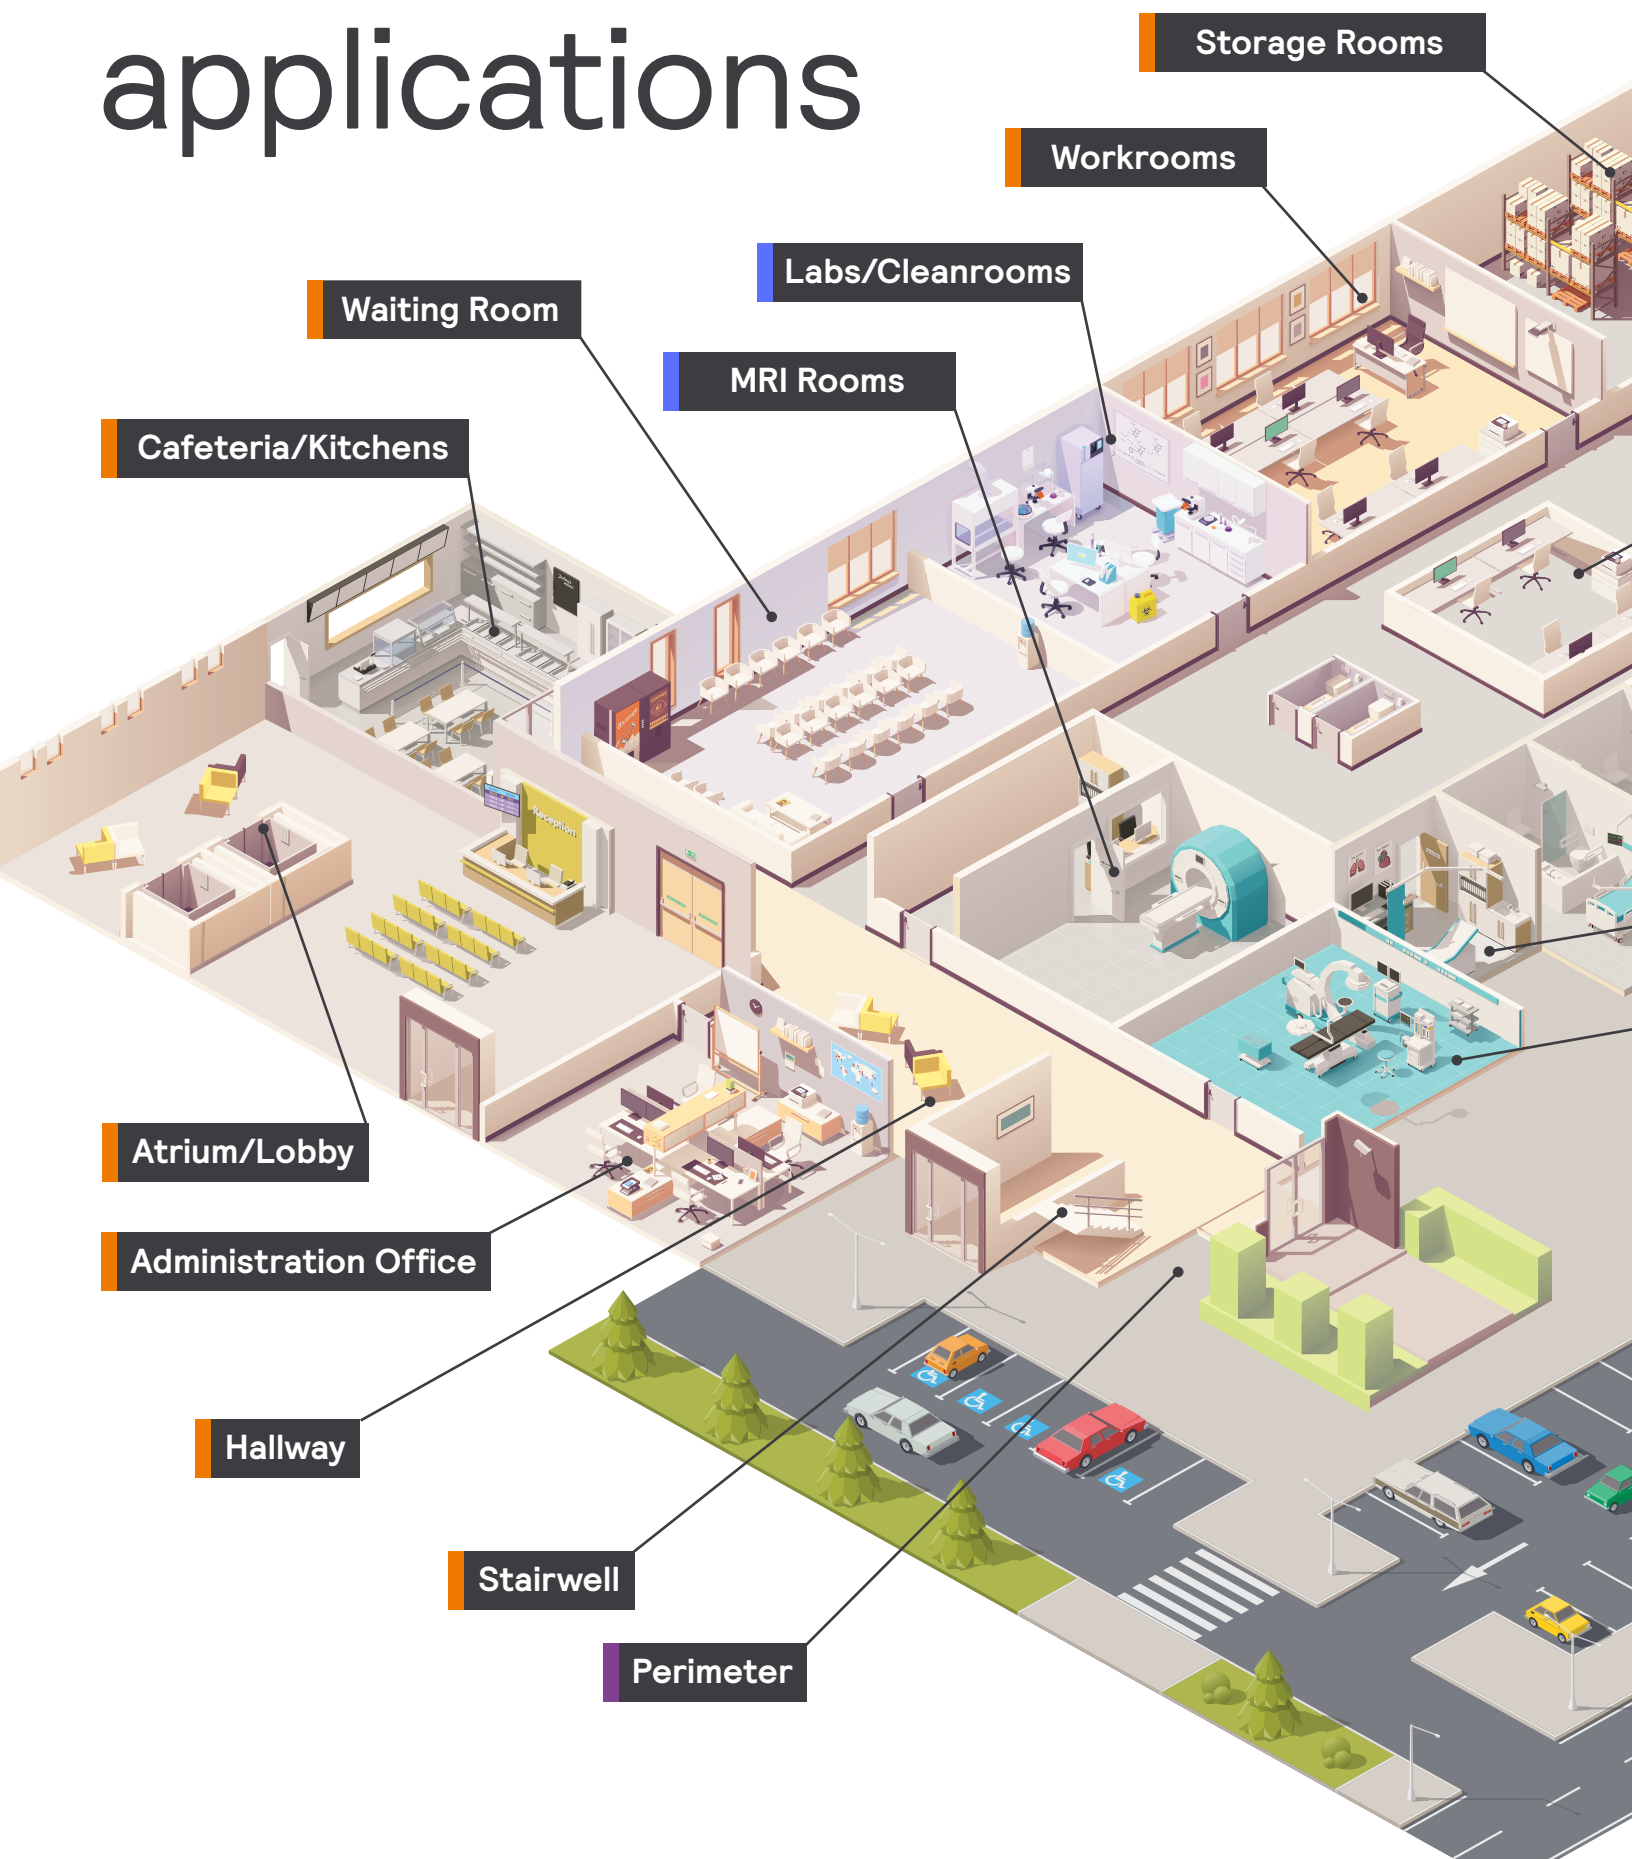 applications
Storage Rooms
Workrooms
Labs/Cleanrooms
Waiting Room
MRI Rooms
Cafeteria/Kitchens
Reception
Atrium/Lobby
Administration Office
Hallway
Stairwell
Perimeter